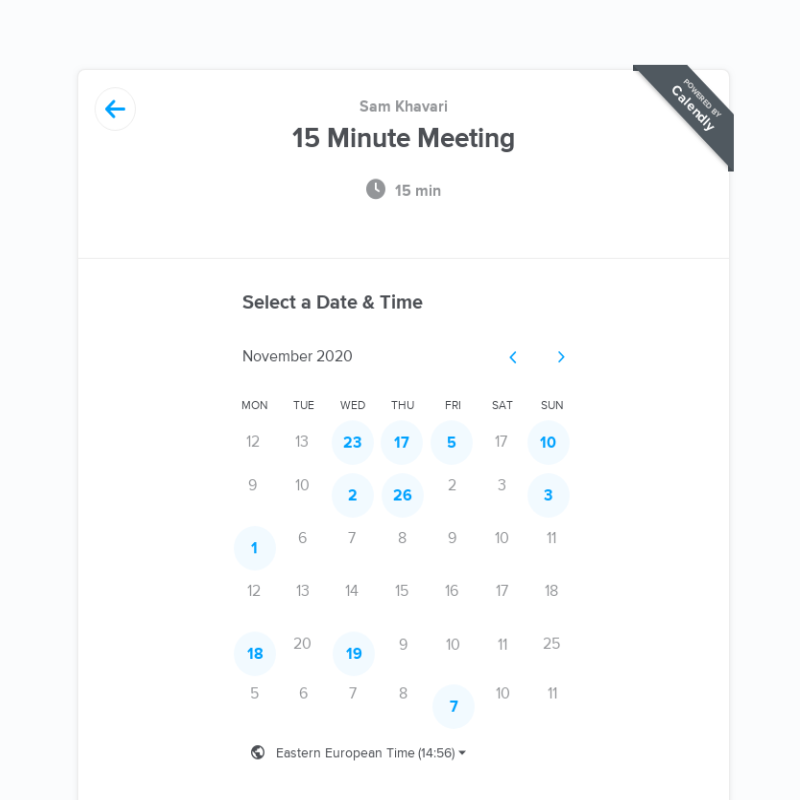 POWERED BY
Calendly
Sam Khavari
15 Minute Meeting
15 min
Select a Date & Time
November 2020
MON TUE WED THU FRI SAT SUN
12 13 23 17 5 17 10
9 10 2 26 2 3 3
1 6 7 8 9 10 11
12 13 14 15 16 17 18
18 20 19 9 10 11 25
5 6 7 8 7 10 11
Eastern European Time (14:56)